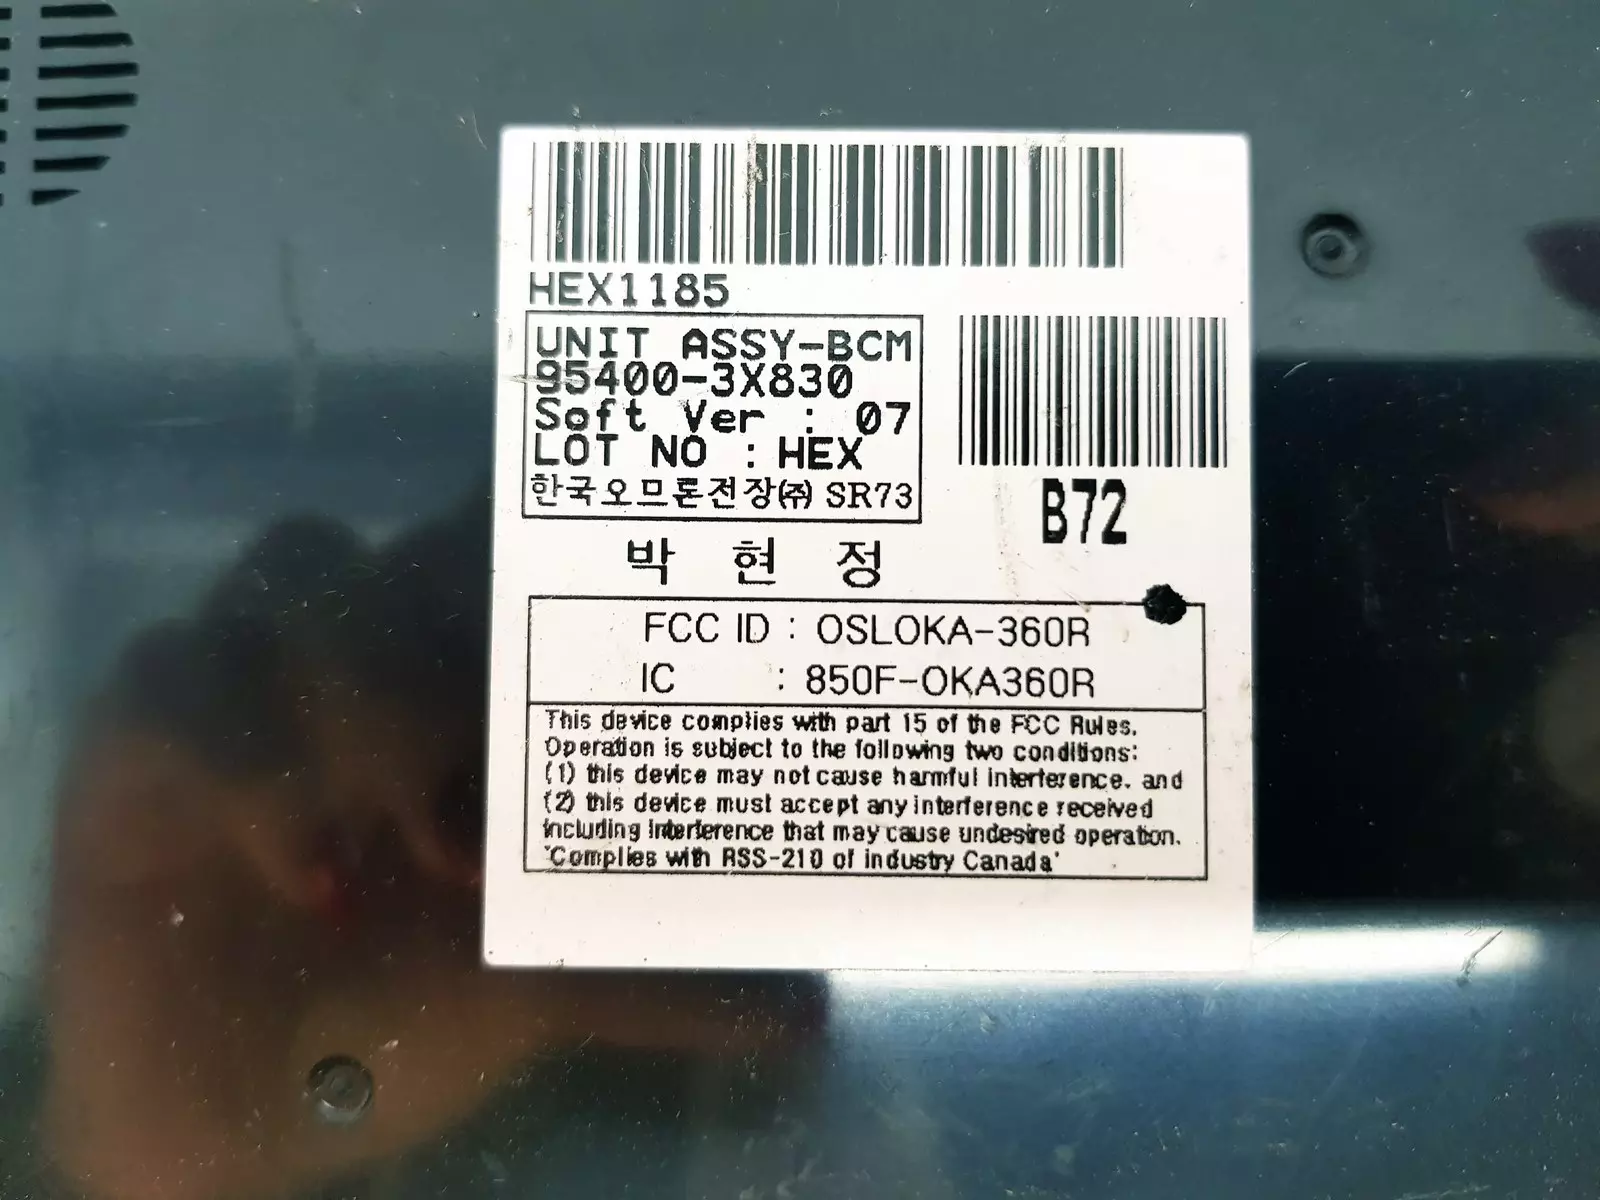 HEX1185
UNIT ASSY-BCM
95400-3X830
Soft Ver : 07
LOT NO : HEX
한국오므론전장㈜ SR73
B72
박 현 정
FCC ID : OSLOKA-360R
IC : 850F-OKA360R
This device complies with part 15 of the FCC Rules.
Operation is subject to the following two conditions:
(1) this device may not cause harmful interference. and
(2) this device must accept any interference received
including interference that may cause undesired operation.
'Complies with RSS-210 of industry Canada'